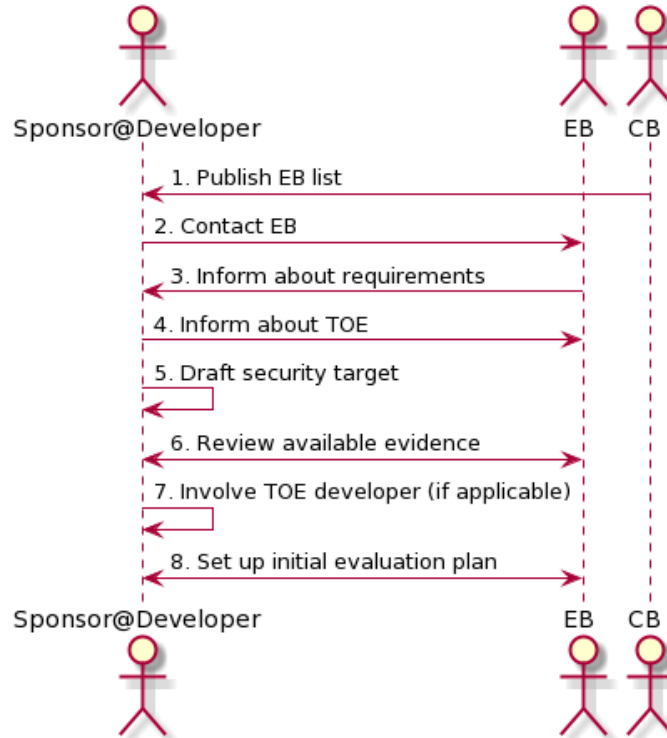 Sponsor@Developer EB CB
1. Publish EB list
2. Contact EB
3. Inform about requirements
4. Inform about TOE
5. Draft security target
6. Review available evidence
7. Involve TOE developer (if applicable)
8. Set up initial evaluation plan
Sponsor@Developer EB CB